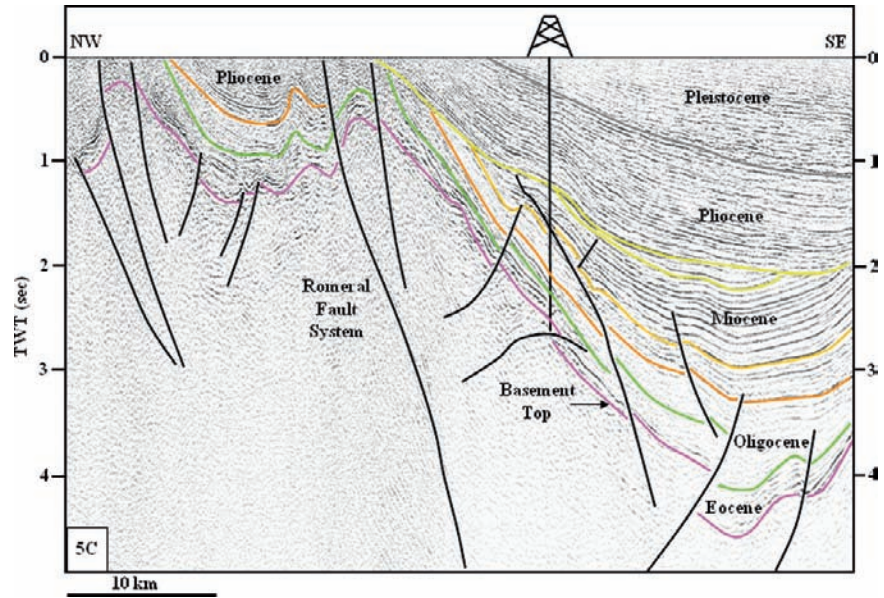 NW
SE
0
0
Pliocene
Pleistocene
1
1
Pliocene
2
2
TWT (sec)
Romeral
Fault
System
Miocene
3
3
Basement
Top
Oligocene
4
4
Eocene
5C
10 km